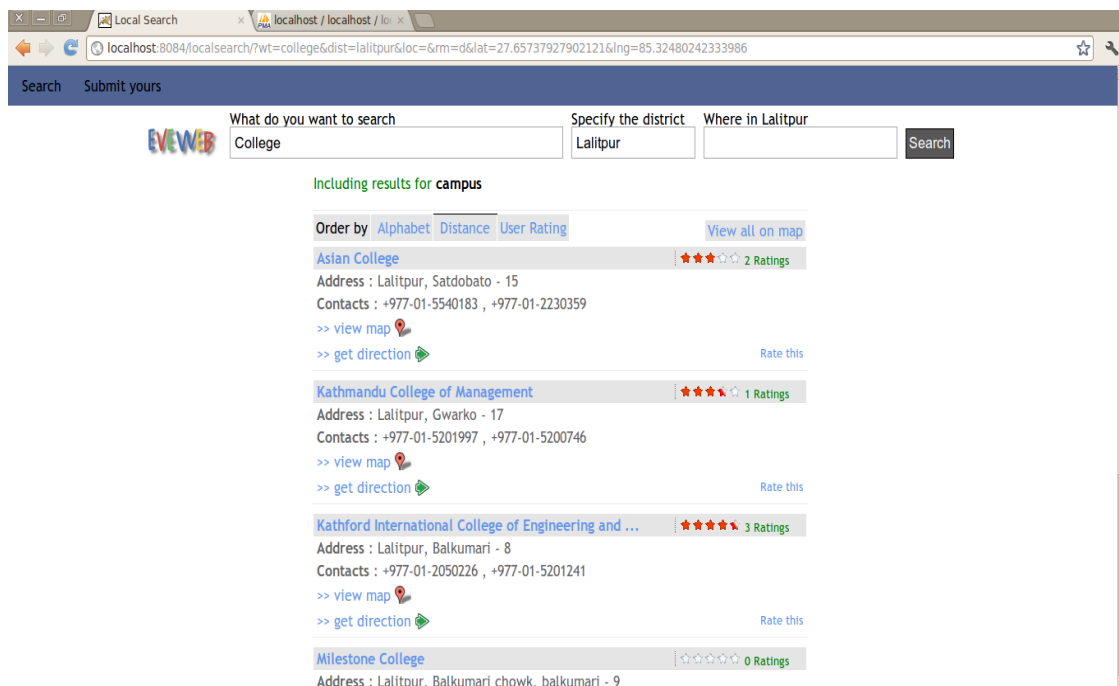 Local Search
PMA localhost / localhost / lo
localhost:8084/localsearch/?wt=college&dist=lalitpur&loc=&rm=d&lat=27.65737927902121&lng=85.32480242333986
Search Submit yours
What do you want to search Specify the district Where in Lalitpur
EVEWEB College Lalitpur Search
Including results for campus
Order by Alphabet Distance User Rating View all on map
Asian College 2 Ratings
Address : Lalitpur, Satdobato - 15
Contacts : +977-01-5540183 , +977-01-2230359
>> view map
>> get direction Rate this
Kathmandu College of Management 1 Ratings
Address : Lalitpur, Gwarko - 17
Contacts : +977-01-5201997 , +977-01-5200746
>> view map
>> get direction Rate this
Kathford International College of Engineering and ... 3 Ratings
Address : Lalitpur, Balkumari - 8
Contacts : +977-01-2050226 , +977-01-5201241
>> view map
>> get direction Rate this
Milestone College 0 Ratings
Address : Lalitpur, Balkumari chowk, balkumari - 9